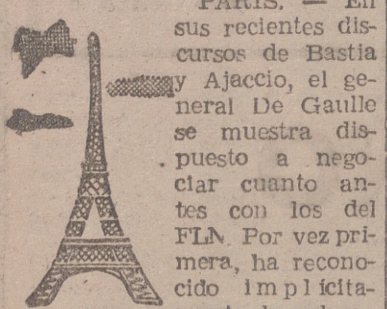 PARIS. — En
sus recientes dis-
cursos de Bastia
y Ajaccio, el ge-
neral De Gaulle
se muestra dis-
puesto a nego-
ciar cuanto an-
tes con los del
FLN. Por vez pri-
mera, ha recono-
cido implícita-